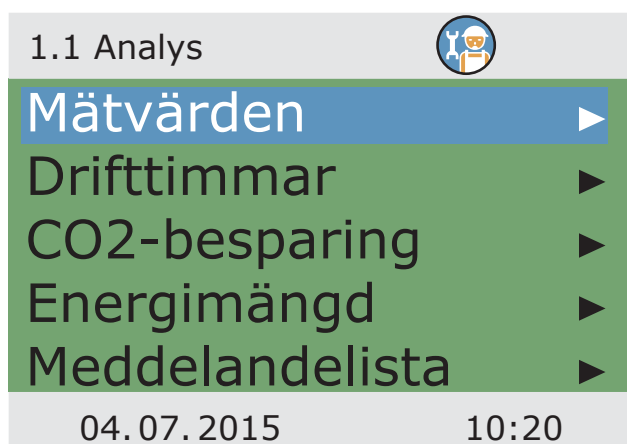 1.1 Analys
Mätvärden
Drifttimmar
CO2-besparing
Energimängd
Meddelandelista
04.07.2015 10:20